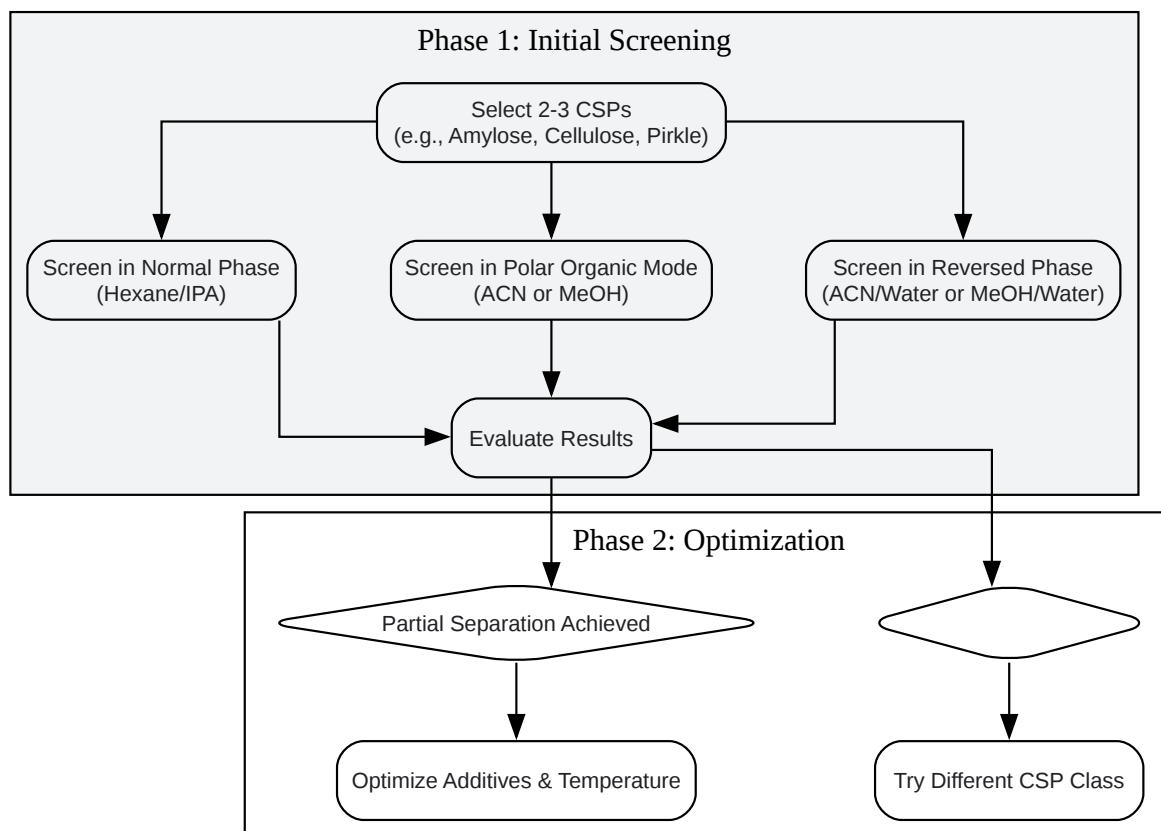 Phase 1: Initial Screening
Select 2-3 CSPs
(e.g., Amylose, Cellulose, Pirkle)
Screen in Normal Phase
(Hexane/IPA)
Screen in Polar Organic Mode
(ACN or MeOH)
Screen in Reversed Phase
(ACN/Water or MeOH/Water)
Evaluate Results
Phase 2: Optimization
Partial Separation Achieved
Optimize Additives & Temperature
Try Different CSP Class